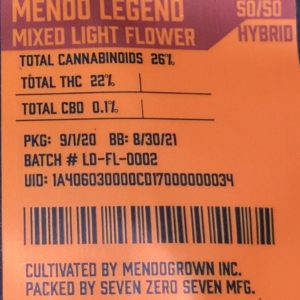 MENDO LEGEND
50/50
MIXED LIGHT FLOWER
HYBRID
TOTAL CANNABINOIDS 26%
TOTAL THC 22%
TOTAL CBD 0.1%
PKG: 9/1/20 BB: 8/30/21
BATCH # LD-FL-0002
UID: 1A406030000CD17000000034
CULTIVATED BY MENDOGROWN INC.
PACKED BY SEVEN ZERO SEVEN MFG.